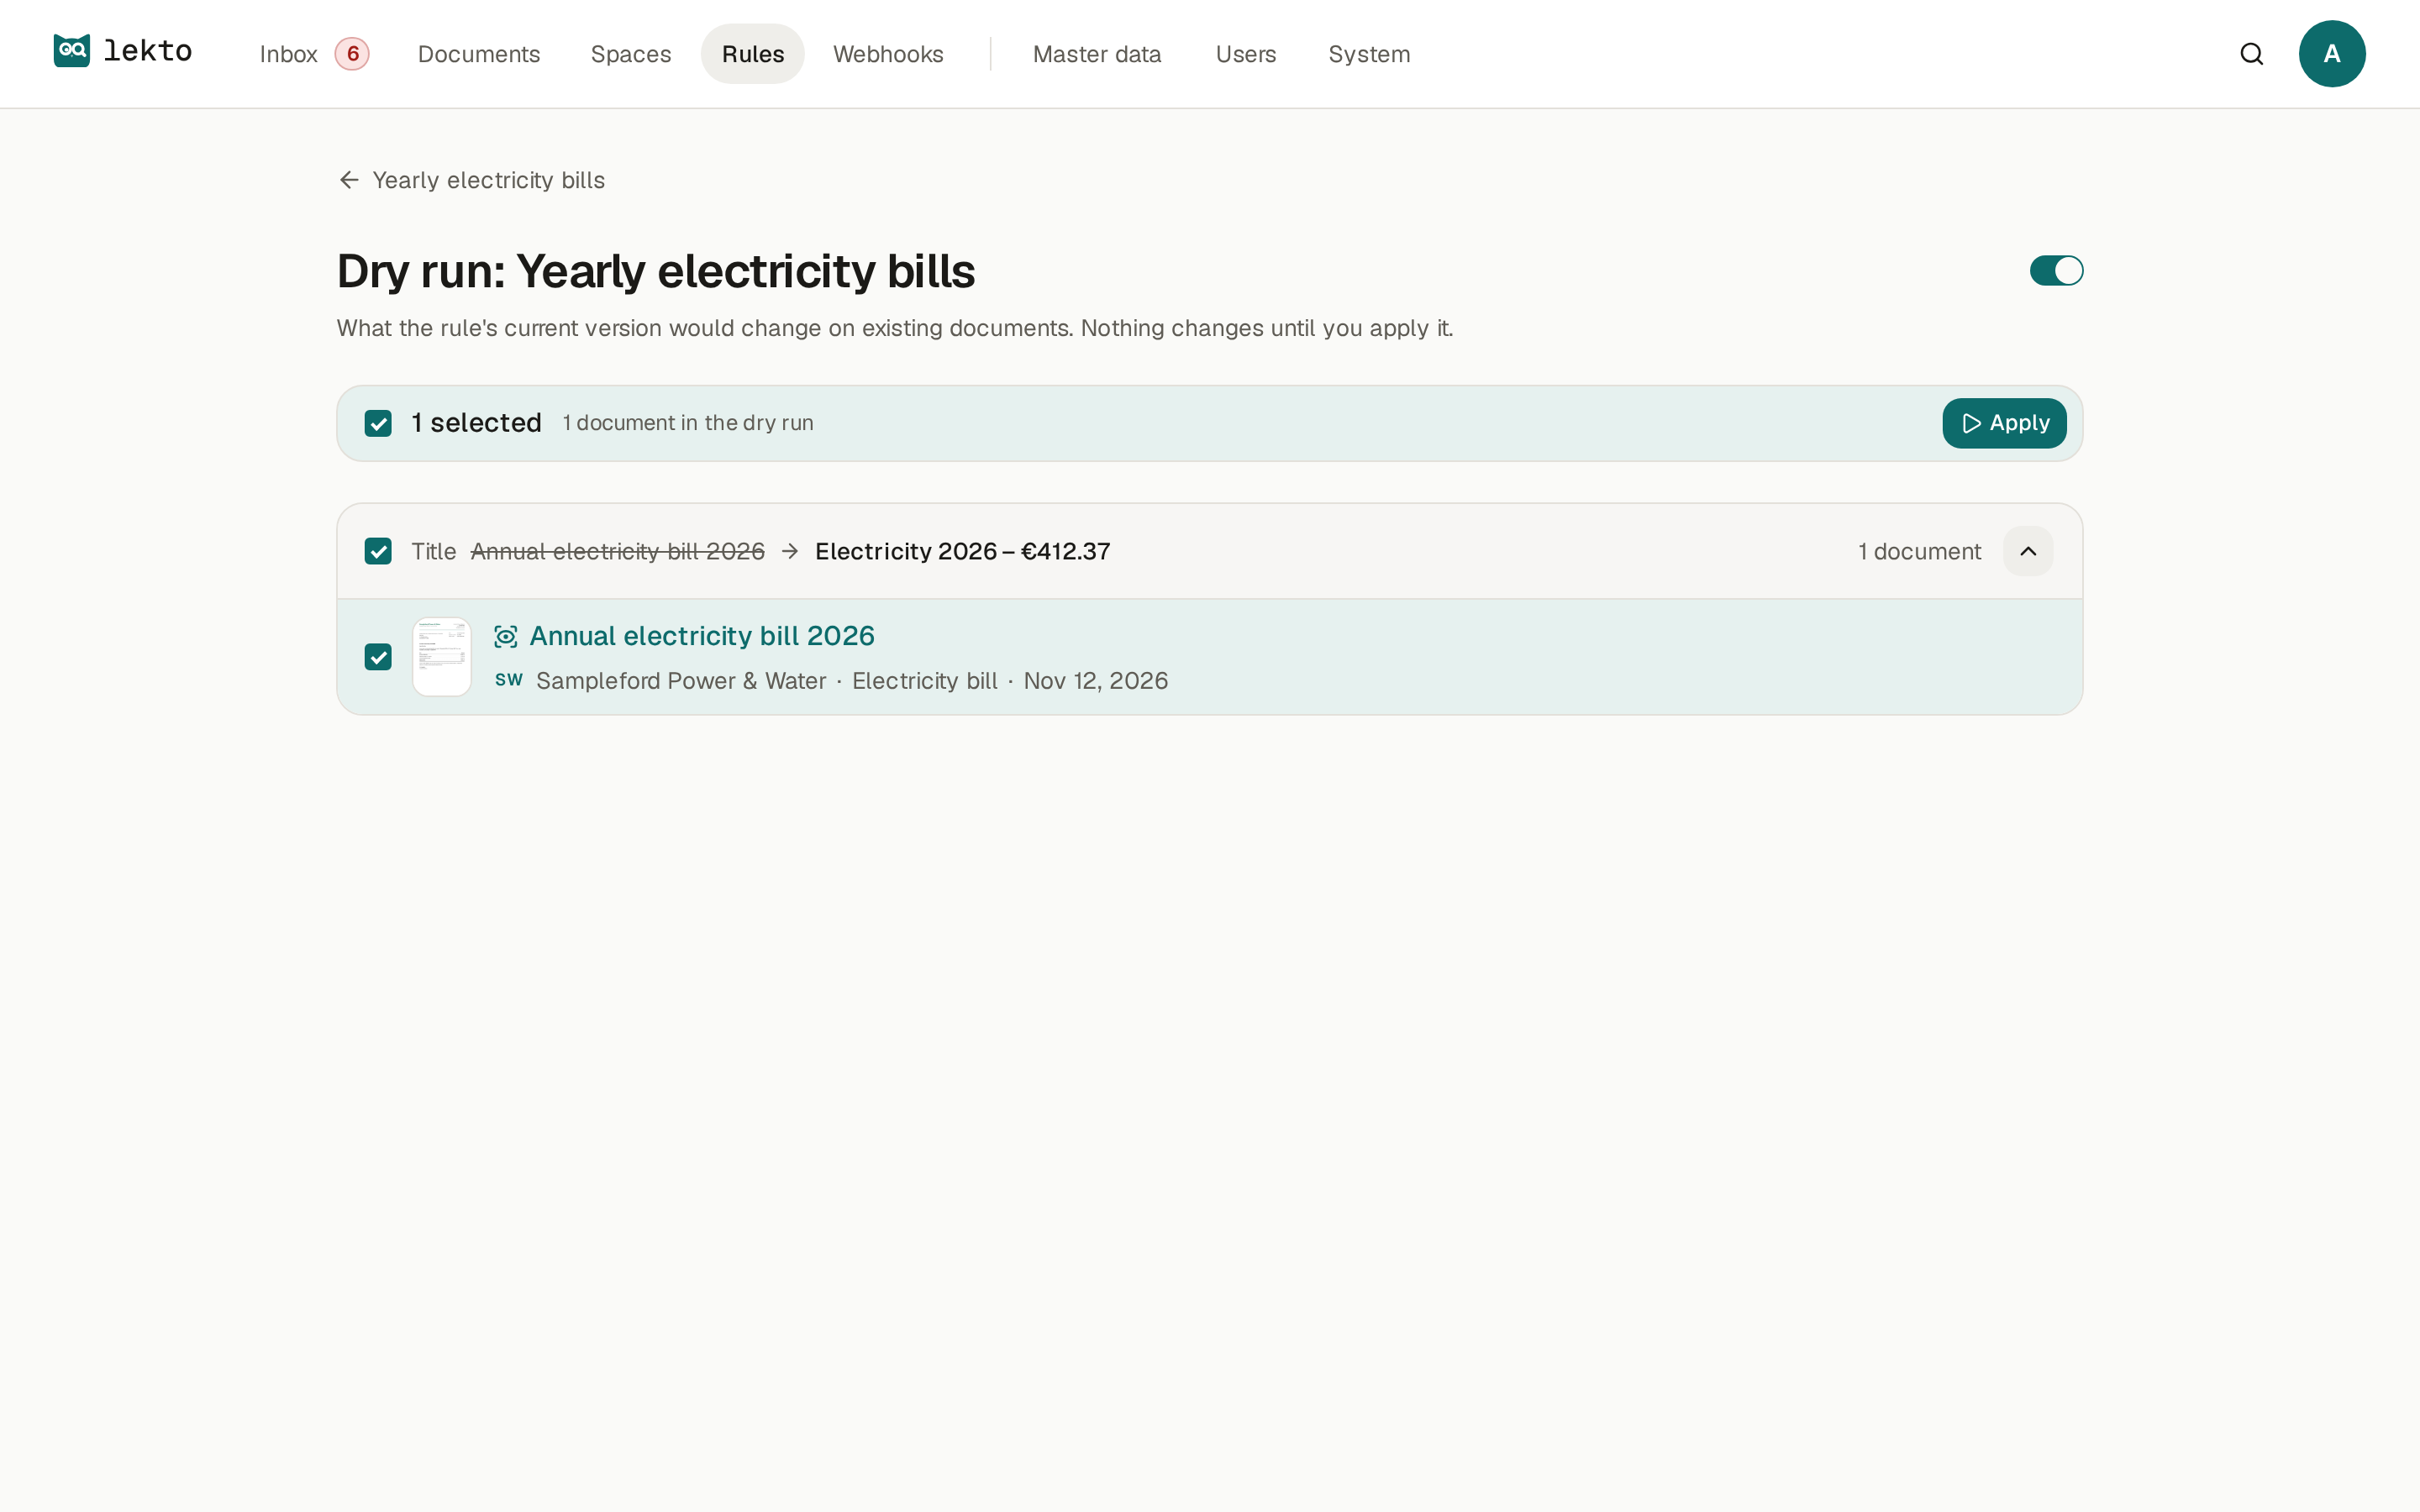 lekto Inbox 6 Documents Spaces Rules Webhooks Master data Users System A
Yearly electricity bills
Dry run: Yearly electricity bills
What the rule's current version would change on existing documents. Nothing changes until you apply it.
1 selected 1 document in the dry run Apply
Title Annual electricity bill 2026 → Electricity 2026 – €412.37 1 document
Annual electricity bill 2026
SW Sampleford Power & Water · Electricity bill · Nov 12, 2026